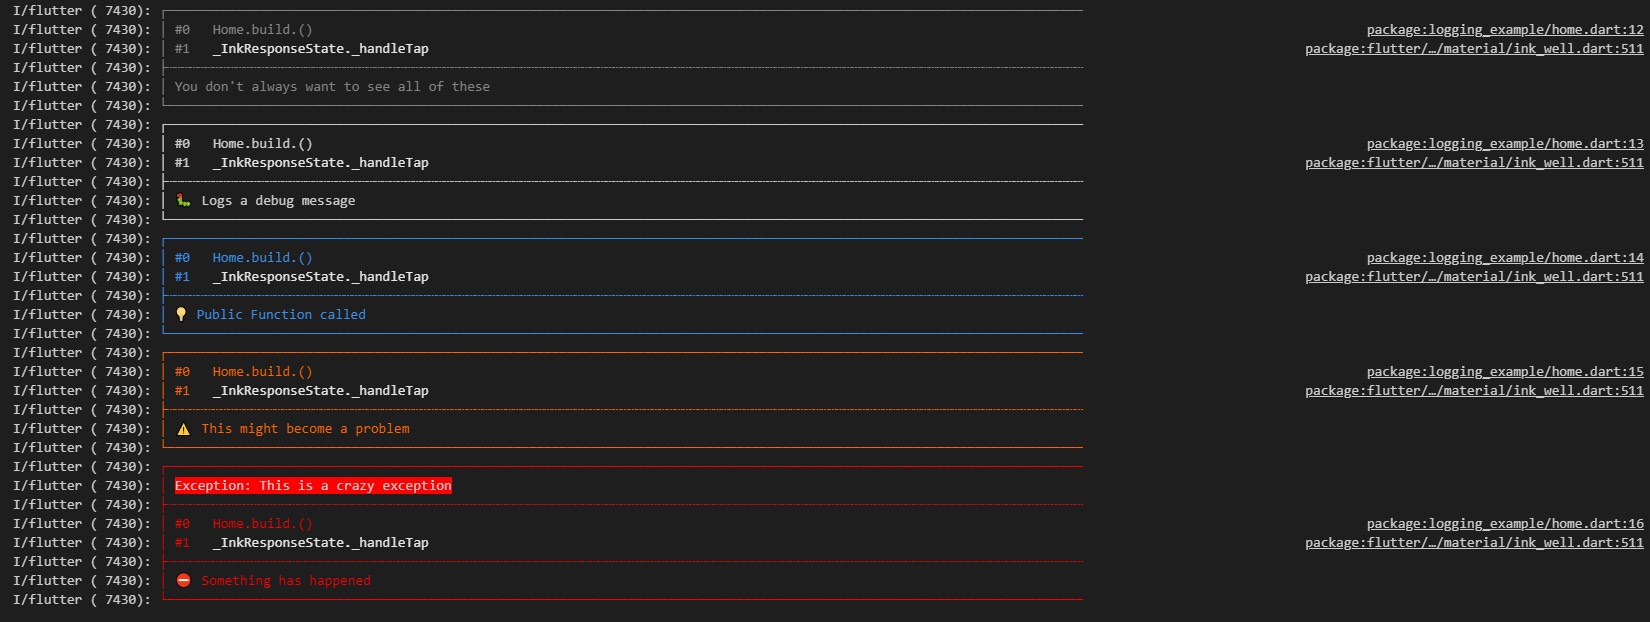 I/flutter ( 7430):
I/flutter ( 7430): #0 Home.build.() package:logging_example/home.dart:12
I/flutter ( 7430): #1 _InkResponseState._handleTap package:flutter/…/material/ink_well.dart:511
I/flutter ( 7430):
I/flutter ( 7430): You don't always want to see all of these
I/flutter ( 7430):
I/flutter ( 7430):
I/flutter ( 7430): #0 Home.build.() package:logging_example/home.dart:13
I/flutter ( 7430): #1 _InkResponseState._handleTap package:flutter/…/material/ink_well.dart:511
I/flutter ( 7430):
I/flutter ( 7430): 🐛 Logs a debug message
I/flutter ( 7430):
I/flutter ( 7430):
I/flutter ( 7430): #0 Home.build.() package:logging_example/home.dart:14
I/flutter ( 7430): #1 _InkResponseState._handleTap package:flutter/…/material/ink_well.dart:511
I/flutter ( 7430):
I/flutter ( 7430): 💡 Public Function called
I/flutter ( 7430):
I/flutter ( 7430):
I/flutter ( 7430): #0 Home.build.() package:logging_example/home.dart:15
I/flutter ( 7430): #1 _InkResponseState._handleTap package:flutter/…/material/ink_well.dart:511
I/flutter ( 7430):
I/flutter ( 7430): ⚠ This might become a problem
I/flutter ( 7430):
I/flutter ( 7430):
I/flutter ( 7430): Exception: This is a crazy exception
I/flutter ( 7430):
I/flutter ( 7430): #0 Home.build.() package:logging_example/home.dart:16
I/flutter ( 7430): #1 _InkResponseState._handleTap package:flutter/…/material/ink_well.dart:511
I/flutter ( 7430):
I/flutter ( 7430): ⛔ Something has happened
I/flutter ( 7430):